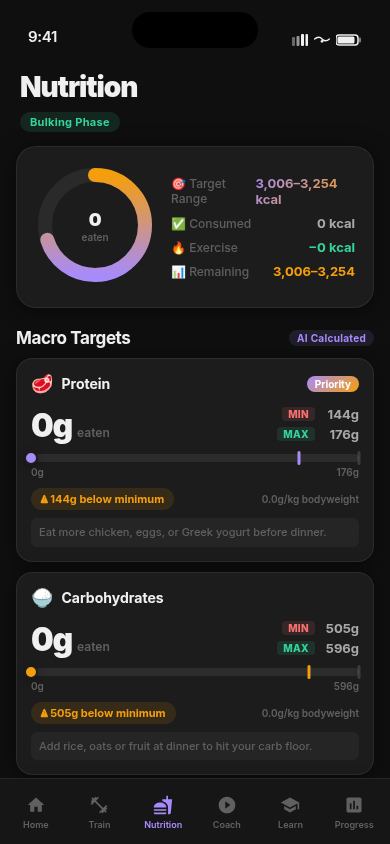 9:41
Nutrition
Bulking Phase
0
eaten
🎯 Target Range 3,006–3,254 kcal
✅ Consumed 0 kcal
🔥 Exercise −0 kcal
📊 Remaining 3,006–3,254
Macro Targets AI Calculated
🥩 Protein Priority
0g eaten MIN 144g
MAX 176g
0g 176g
⚠ 144g below minimum 0.0g/kg bodyweight
Eat more chicken, eggs, or Greek yogurt before dinner.
🍚 Carbohydrates
0g eaten MIN 505g
MAX 596g
0g 596g
⚠ 505g below minimum 0.0g/kg bodyweight
Add rice, oats or fruit at dinner to hit your carb floor.
Home Train Nutrition Coach Learn Progress